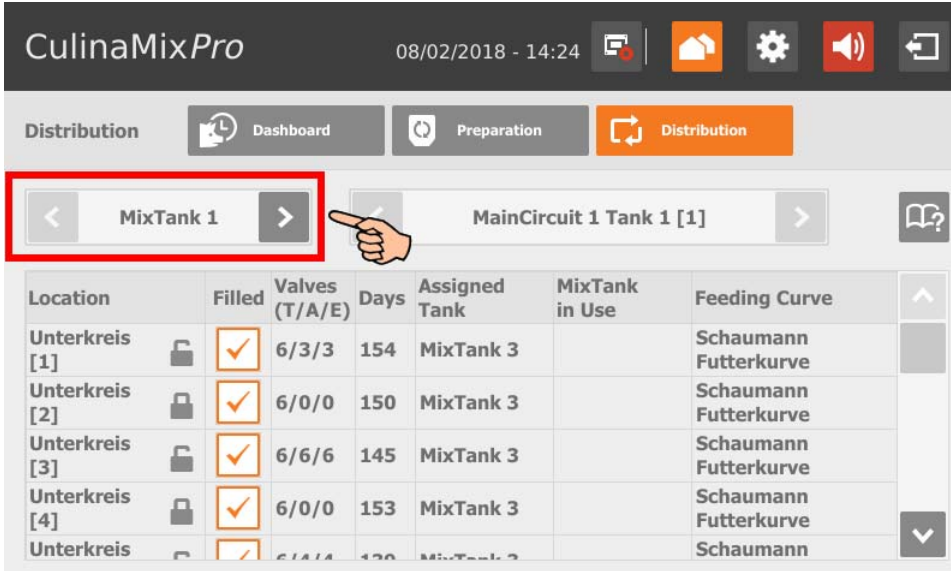 CulinaMixPro
08/02/2018 - 14:24
Distribution
Dashboard
Preparation
Distribution
MixTank 1
MainCircuit 1 Tank 1 [1]
Location Filled Valves (T/A/E) Days Assigned Tank MixTank in Use Feeding Curve
Unterkreis [1] 6/3/3 154 MixTank 3 Schaumann Futterkurve
Unterkreis [2] 6/0/0 150 MixTank 3 Schaumann Futterkurve
Unterkreis [3] 6/6/6 145 MixTank 3 Schaumann Futterkurve
Unterkreis [4] 6/0/0 153 MixTank 3 Schaumann Futterkurve
Unterkreis Schaumann